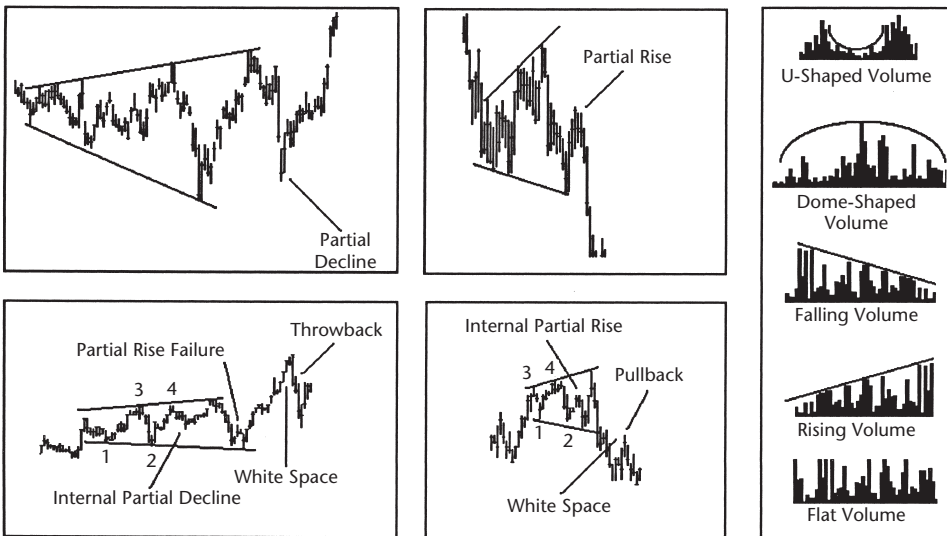 Partial
Decline
Partial Rise
Partial Rise Failure
Throwback
3 4
1 2
White Space
Internal Partial Decline
Internal Partial Rise
3 4
Pullback
1 2
White Space
U-Shaped Volume
Dome-Shaped
Volume
Falling Volume
Rising Volume
Flat Volume